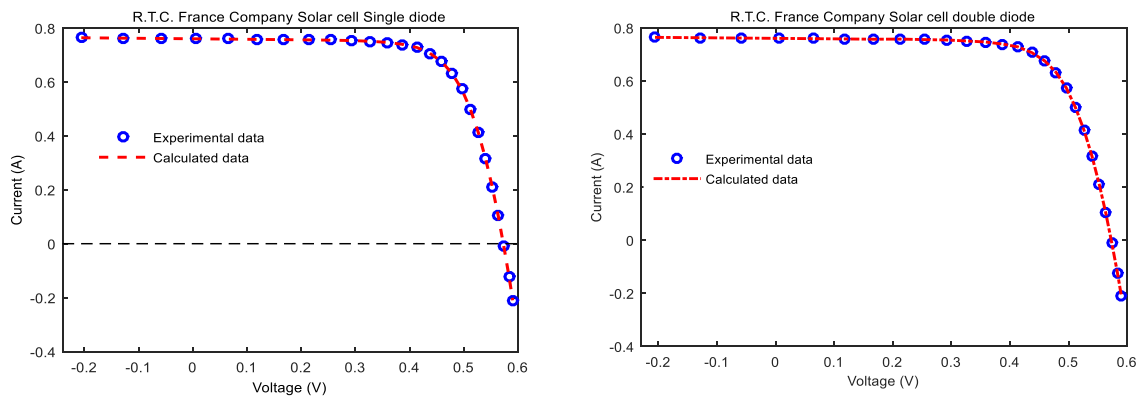 R.T.C. France Company Solar cell Single diode
0.8
0.6
0.4
0.2
0
-0.2
-0.4
Current (A)
Experimental data
Calculated data
-0.2 -0.1 0 0.1 0.2 0.3 0.4 0.5 0.6
Voltage (V)
R.T.C. France Company Solar cell double diode
0.8
0.6
0.4
0.2
0
-0.2
-0.4
Current (A)
Experimental data
Calculated data
-0.2 -0.1 0 0.1 0.2 0.3 0.4 0.5 0.6
Voltage (V)